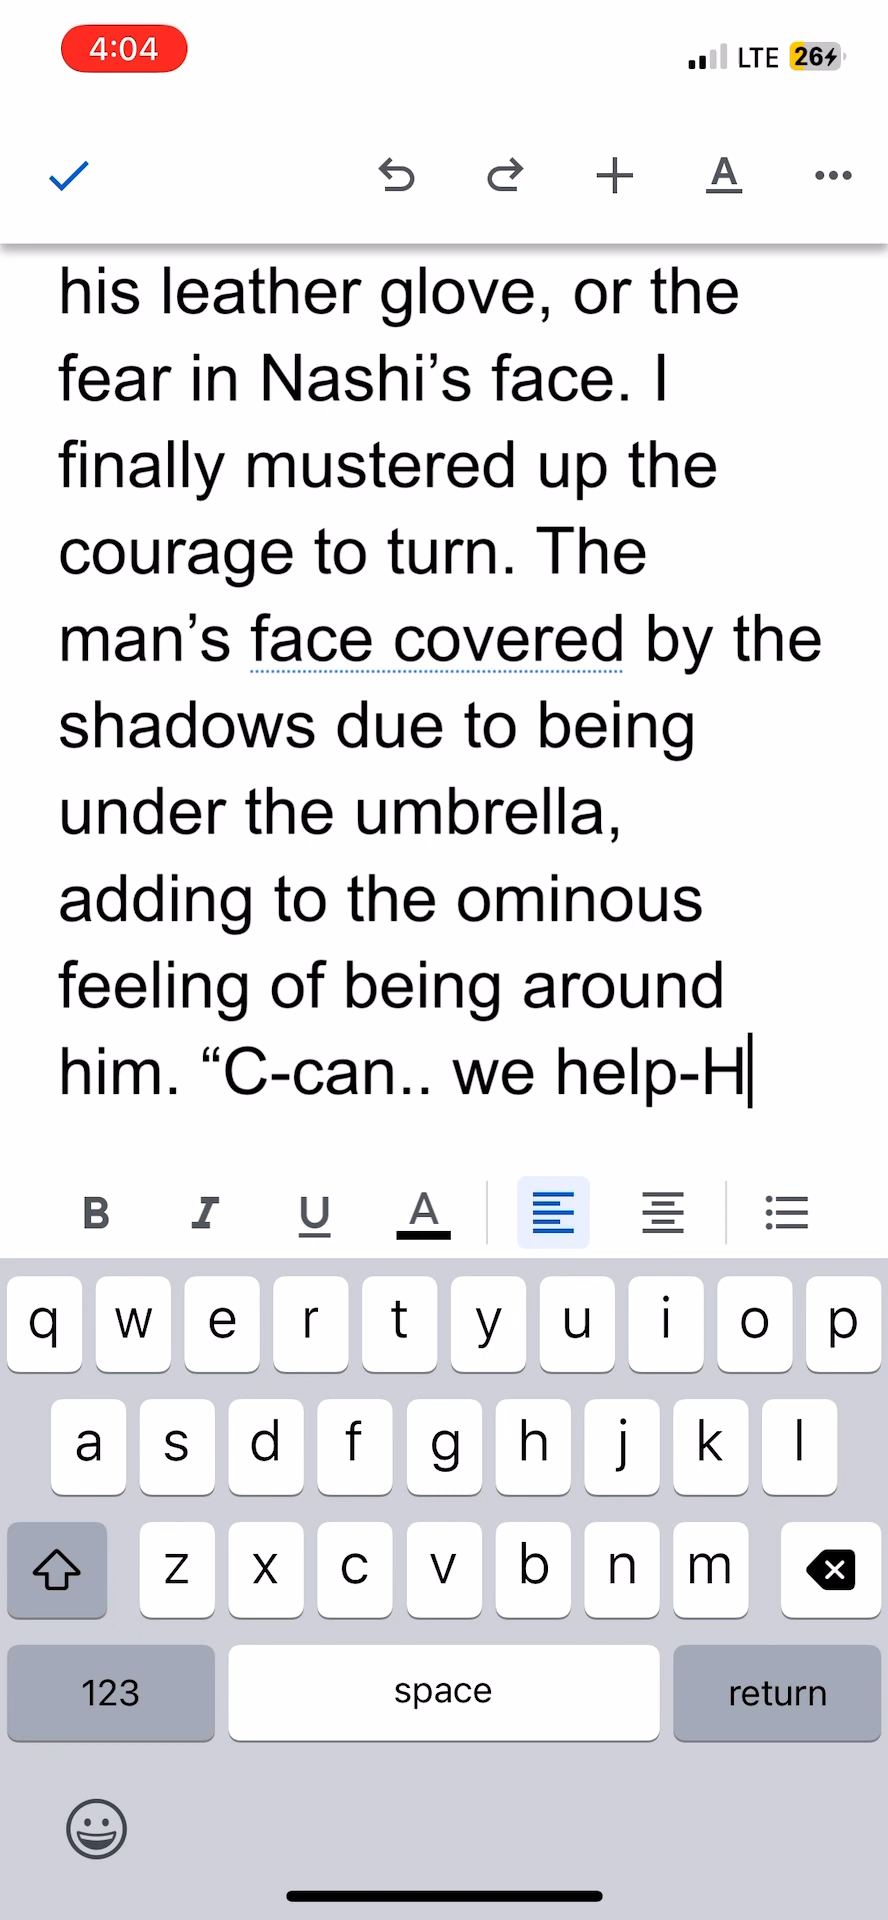 4:04
LTE 26
A
his leather glove, or the
fear in Nashi’s face. I
finally mustered up the
courage to turn. The
man’s face covered by the
shadows due to being
under the umbrella,
adding to the ominous
feeling of being around
him. “C-can.. we help-H
B I U A
q w e r t y u i o p
a s d f g h j k l
z x c v b n m
123 space return